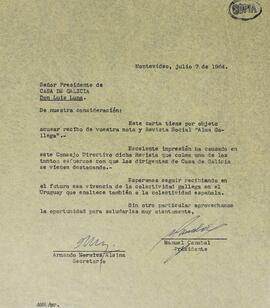 COPIA
Montevideo, julio 7 de 1964.
Señor Presidente de
CASA DE GALICIA
Don Luis Luna.
De nuestra consideración:
Esta carta tiene por objeto
acusar recibo de vuestra nota y Revista Social "Alma Ga-
llega".
Excelente impresión ha causado en
este Consejo Directivo dicha Revista que colma uno de los
tantos esfuerzos con que los dirigentes de Casa de Galicia
se vienen destacando.
Esperamos seguir recibiendo en
el futuro esa vivencia de la colectividad gallega en el
Uruguay que enaltece también a la colectividad española.
Sin otro particular aprovechamos
la oportunidad para saludarlos muy atentamente,
Manuel Canabal
Presidente
Armando Alsina
Secretario